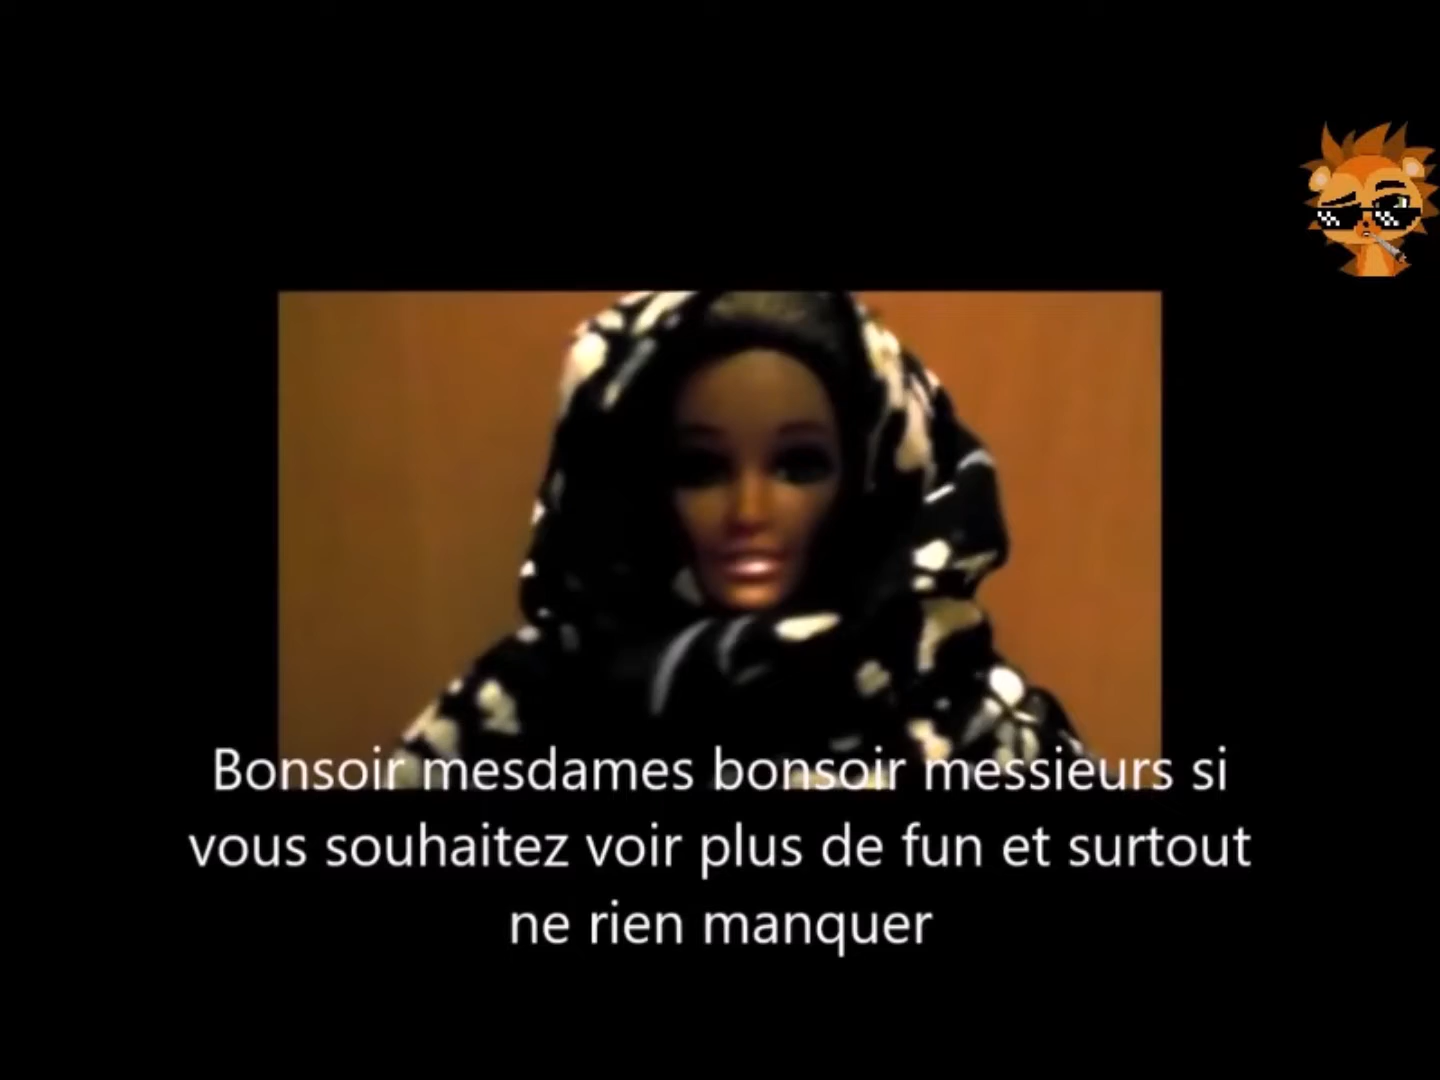 Bonsoir mesdames bonsoir messieurs si
vous souhaitez voir plus de fun et surtout
ne rien manquer